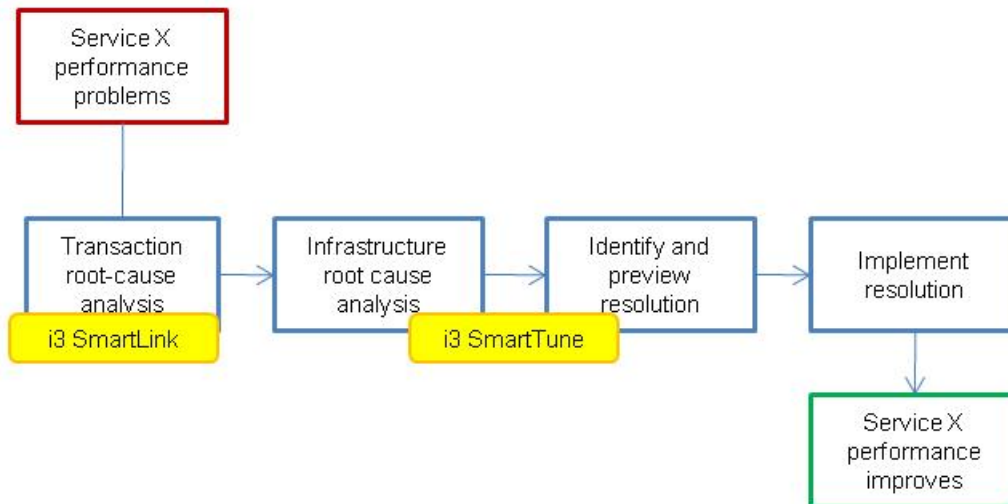 Service X
performance
problems
Transaction
root-cause
analysis
i3 SmartLink
Infrastructure
root cause
analysis
i3 SmartTune
Identify and
preview
resolution
Implement
resolution
Service X
performance
improves